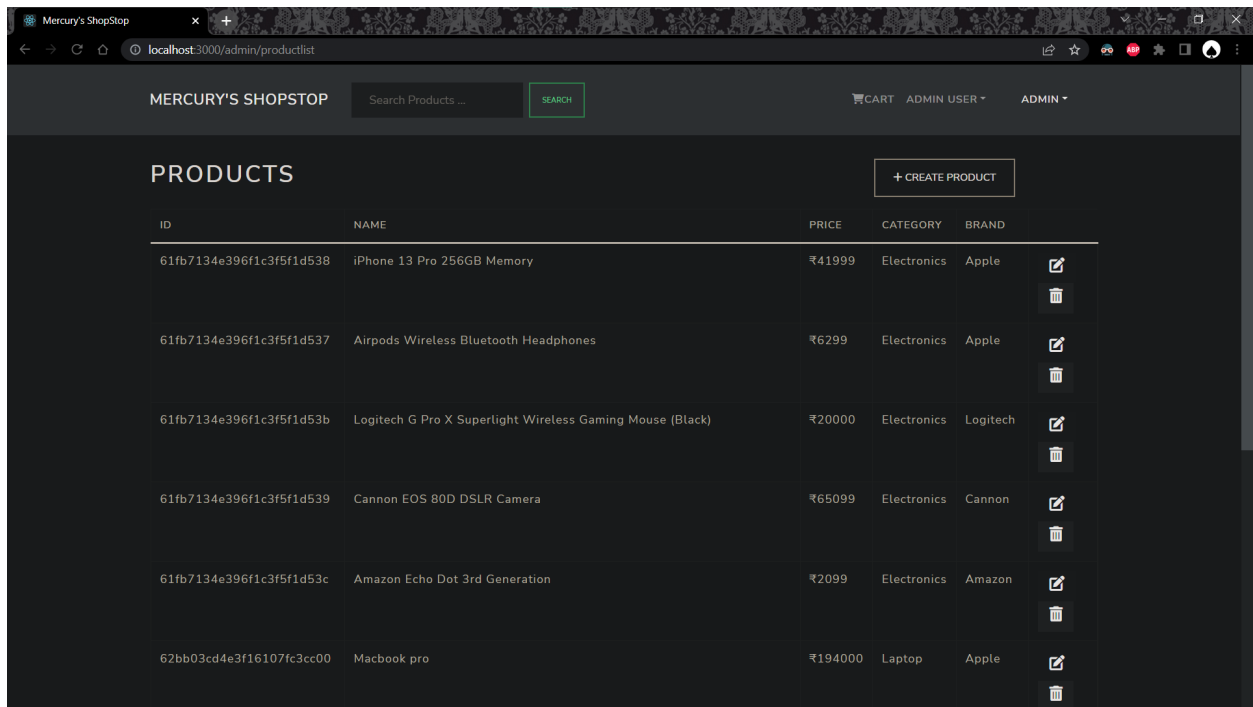 Mercury's ShopStop
localhost:3000/admin/productlist
ABP
MERCURY'S SHOPSTOP Search Products ... SEARCH CART ADMIN USER ADMIN
PRODUCTS + CREATE PRODUCT
ID NAME PRICE CATEGORY BRAND
61fb7134e396f1c3f5f1d538 iPhone 13 Pro 256GB Memory ₹41999 Electronics Apple
61fb7134e396f1c3f5f1d537 Airpods Wireless Bluetooth Headphones ₹6299 Electronics Apple
61fb7134e396f1c3f5f1d53b Logitech G Pro X Superlight Wireless Gaming Mouse (Black) ₹20000 Electronics Logitech
61fb7134e396f1c3f5f1d539 Cannon EOS 80D DSLR Camera ₹65099 Electronics Cannon
61fb7134e396f1c3f5f1d53c Amazon Echo Dot 3rd Generation ₹2099 Electronics Amazon
62bb03cd4e3f16107fc3cc00 Macbook pro ₹194000 Laptop Apple